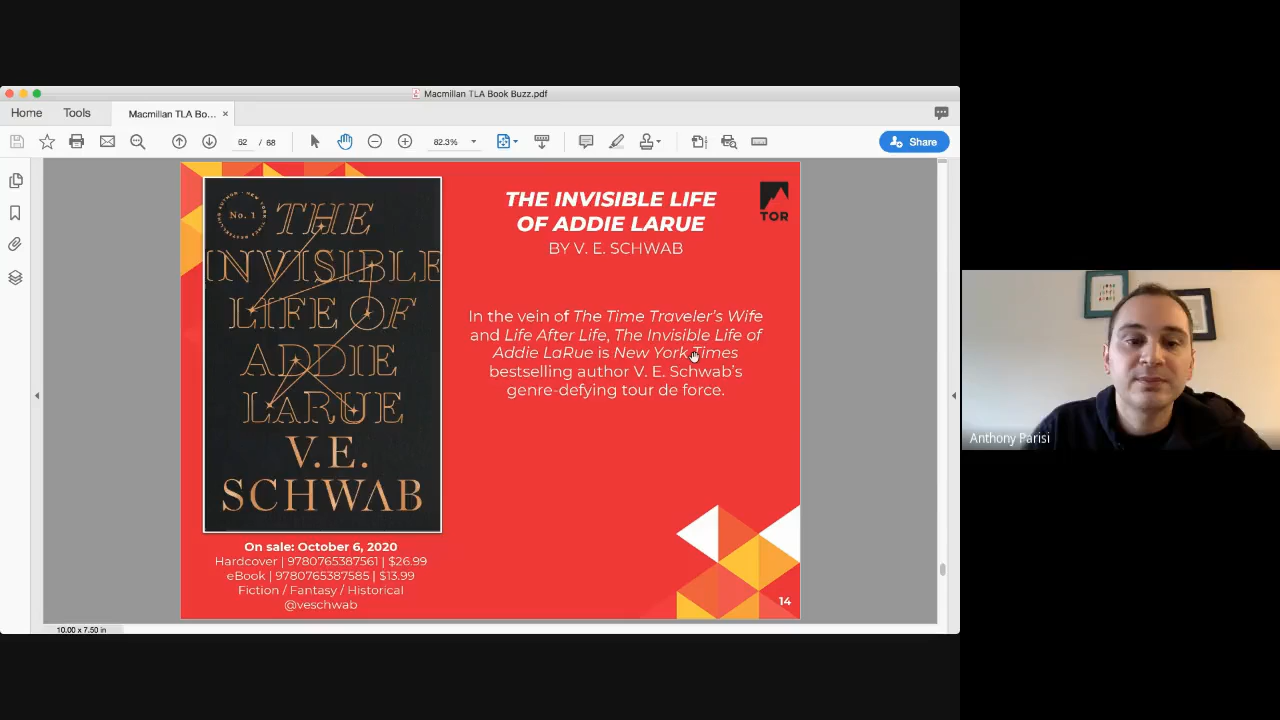 Macmillan TLA Book Buzz.pdf
Home
Tools
Macmillan TLA Bo...
52 / 68
82.3%
Share
No. 1
THE
INVISIBLE
LIFE OF
ADDIE
LARUE
V.E.
SCHWAB
On sale: October 6, 2020
Hardcover | 9780765387561 | $26.99
eBook | 9780765387585 | $13.99
Fiction / Fantasy / Historical
@veschwab
THE INVISIBLE LIFE
OF ADDIE LARUE
BY V. E. SCHWAB
TOR
In the vein of The Time Traveler's Wife
and Life After Life, The Invisible Life of
Addie LaRue is New York Times
bestselling author V. E. Schwab's
genre-defying tour de force.
14
10.00 x 7.50 in
Anthony Parisi